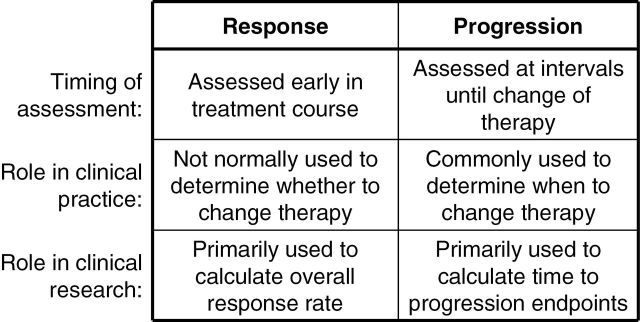 Response Progression
Timing of assessment: Assessed early in treatment course Assessed at intervals until change of therapy
Role in clinical practice: Not normally used to determine whether to change therapy Commonly used to determine when to change therapy
Role in clinical research: Primarily used to calculate overall response rate Primarily used to calculate time to progression endpoints